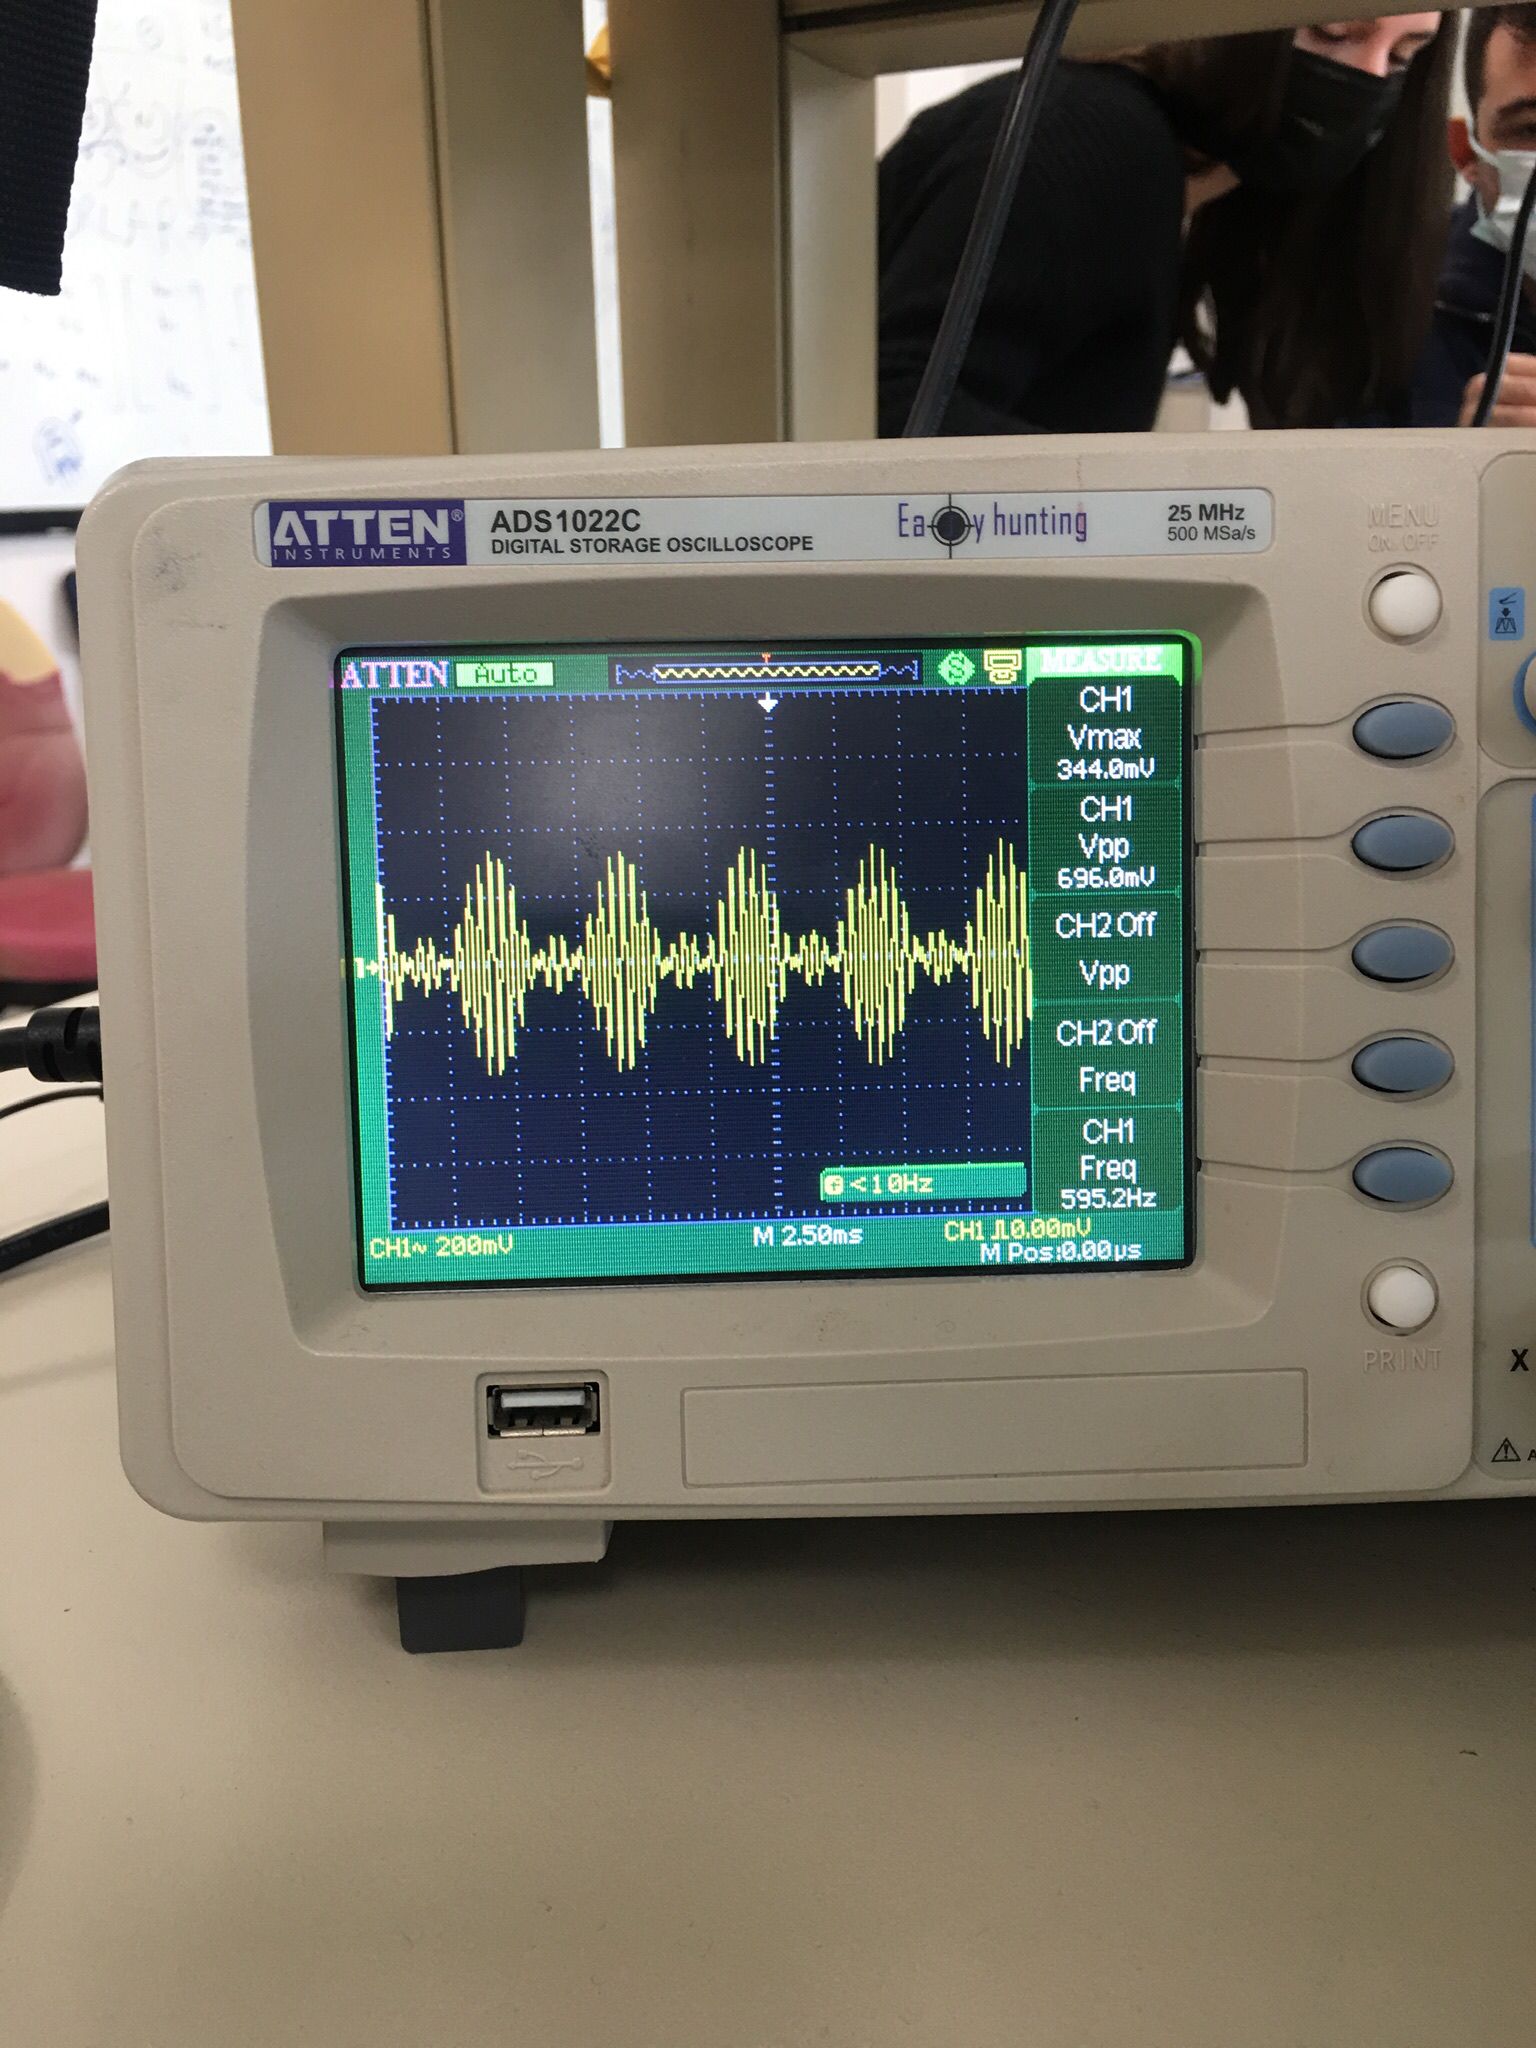 ATTEN®
INSTRUMENTS
ADS1022C
DIGITAL STORAGE OSCILLOSCOPE
Ea y hunting
25 MHz
500 MSa/s
MENU
ON/OFF
ATTEN Auto T S MEASURE
CH1
Vmax
344.0mV
CH1
Vpp
696.0mV
CH2 Off
Vpp
CH2 Off
Freq
CH1
Freq
595.2Hz
<10Hz
CH1~ 200mV
M 2.50ms
CH1 0.00mV
M Pos:0.00µs
PRINT
X